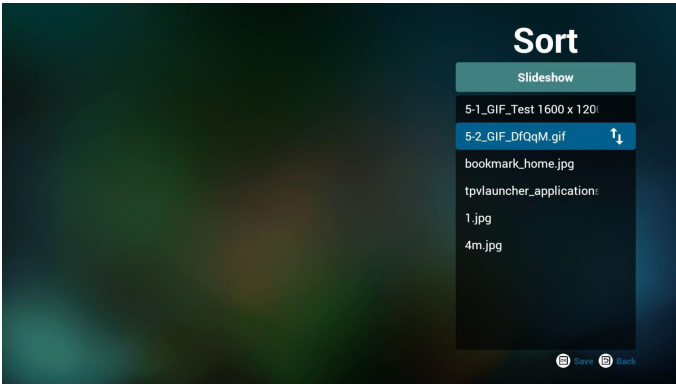 Sort
Slideshow
5-1_GIF_Test 1600 x 120
5-2_GIF_DfQqM.gif
bookmark_home.jpg
tpvlauncher_applications
1.jpg
4m.jpg
Save Back